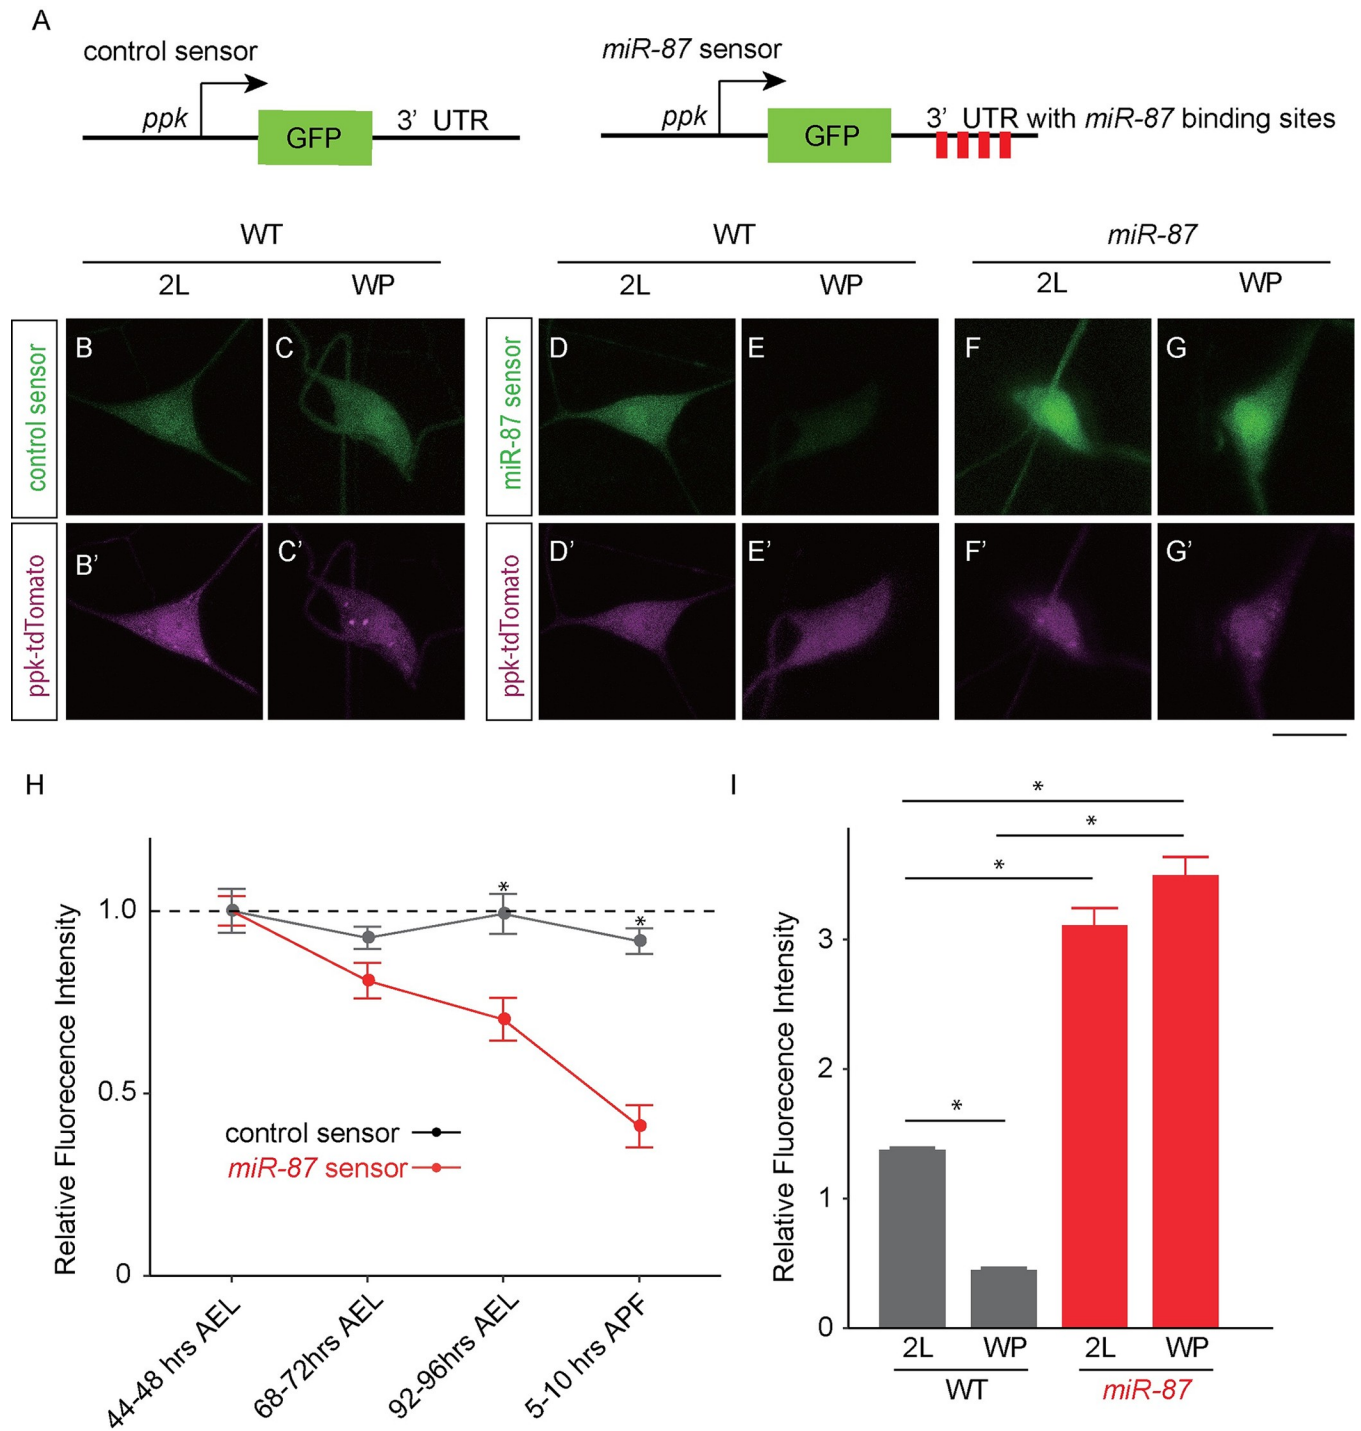 A
control sensor
ppk
GFP
3’ UTR
miR-87 sensor
ppk
GFP
3’ UTR with miR-87 binding sites
WT
2L
WP
WT
2L
WP
miR-87
2L
WP
control sensor
B
C
miR-87 sensor
D
E
F
G
ppk-tdTomato
B’
C’
ppk-tdTomato
D’
E’
F’
G’
H
Relative Fluorecence Intensity
1.0
0.5
0
*
*
control sensor
miR-87 sensor
44-48 hrs AEL
68-72hrs AEL
92-96hrs AEL
5-10 hrs APF
I
Relative Fluorecence Intensity
3
2
1
0
*
*
*
*
2L
WP
2L
WP
WT
miR-87